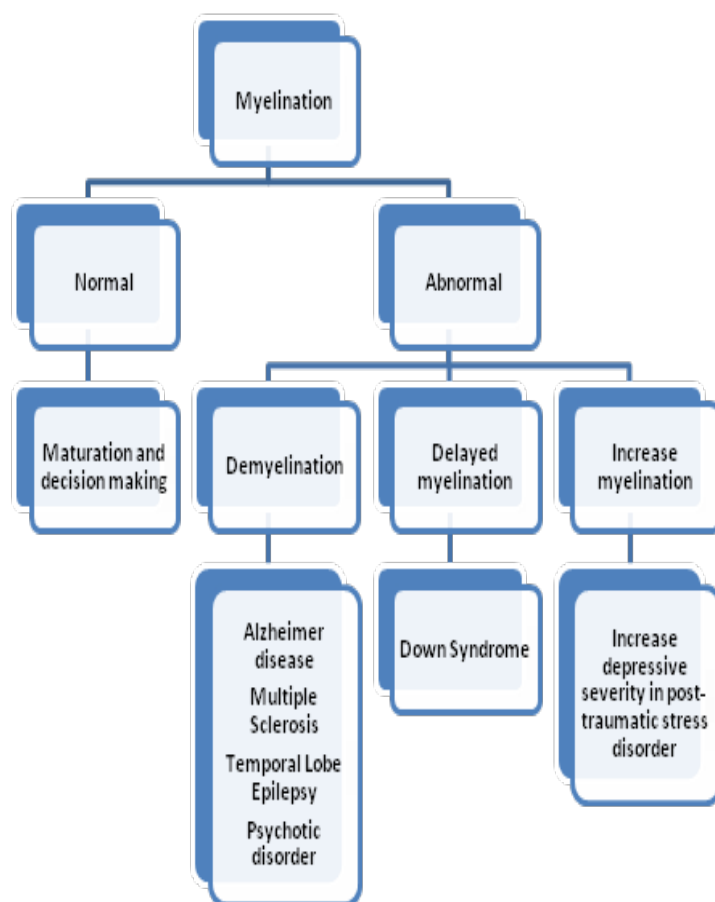 Myelination
Normal
Abnormal
Maturation and
decision making
Demyelination
Delayed
myelination
Increase
myelination
Alzheimer
disease
Multiple
Sclerosis
Temporal Lobe
Epilepsy
Psychotic
disorder
Down Syndrome
Increase
depressive
severity in post-
traumatic stress
disorder